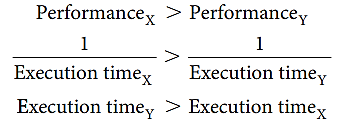 Performance_X > Performance_Y
1 / Execution time_X > 1 / Execution time_Y
Execution time_Y > Execution time_X